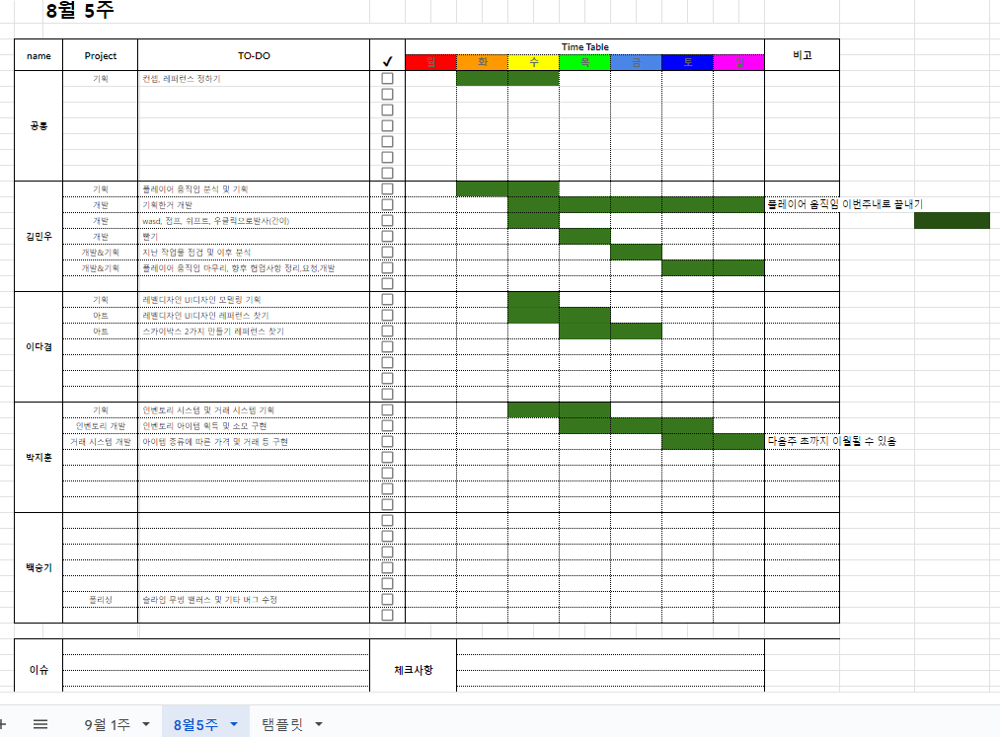 8월 5주
name Project TO-DO ✓ Time Table 비고
월 화 수 목 금 토 일
공통
기획 컨셉, 레퍼런스 정하기
김민우
기획 플레이어 움직임 분석 및 기획
개발 기획한거 개발 플레이어 움직임 이번주내로 끝내기
개발 wasd, 점프, 쉬프트, 우클릭으로발사(간이)
개발 빨기
개발&기획 지난 작업물 점검 및 이후 분석
개발&기획 플레이어 움직임 마무리, 향후 협업사항 정리,요청,개발
이다겸
기획 레벨디자인 UI디자인 모델링 기획
아트 레벨디자인 UI디자인 레퍼런스 찾기
아트 스카이박스 2가지 만들기 레퍼런스 찾기
박지훈
기획 인벤토리 시스템 및 거래 시스템 기획
인벤토리 개발 인벤토리 아이템 획득 및 소모 구현
거래 시스템 개발 아이템 종류에 따른 가격 및 거래 등 구현 다음주 초까지 이월될 수 있음
백승기
폴리싱 슬라임 무빙 밸러스 및 기타 버그 수정
이슈 체크사항
9월 1주 8월5주 템플릿